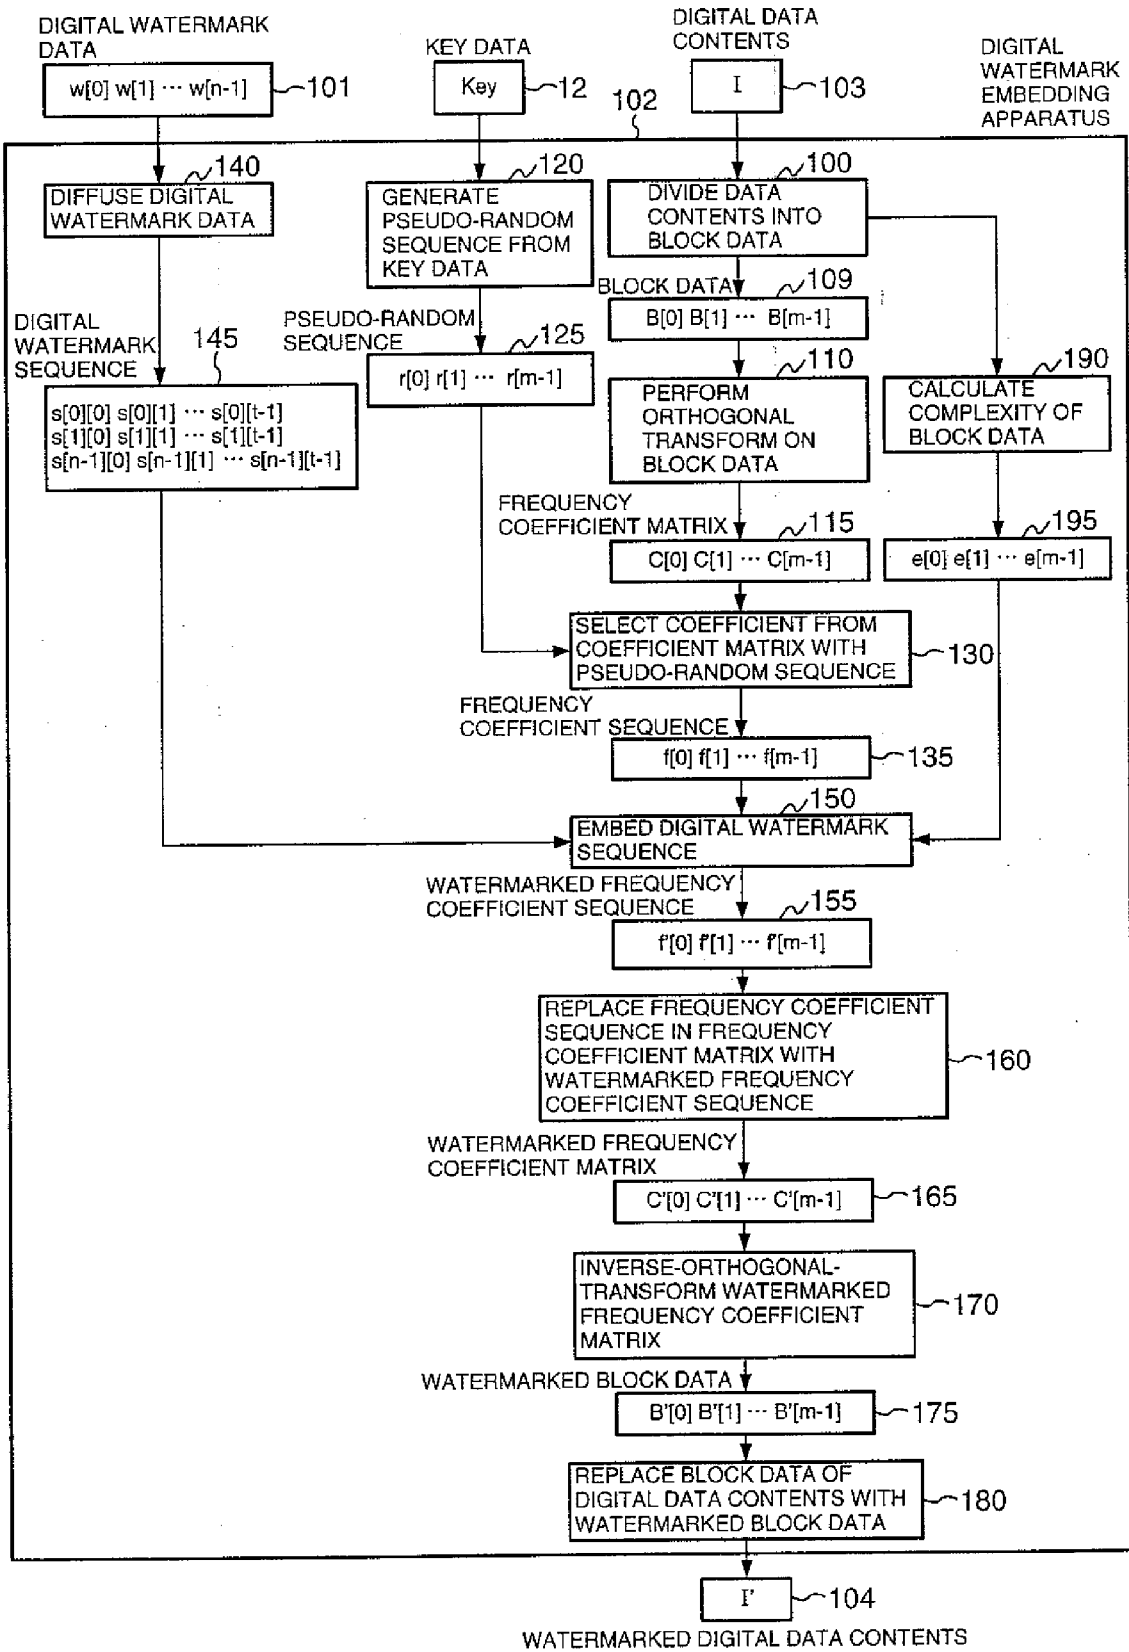 DIGITAL WATERMARK
DATA
w[0] w[1] ··· w[n-1]
101
KEY DATA
Key
12
DIGITAL DATA
CONTENTS
I
103
DIGITAL
WATERMARK
EMBEDDING
APPARATUS
102
140
DIFFUSE DIGITAL
WATERMARK DATA
120
GENERATE
PSEUDO-RANDOM
SEQUENCE FROM
KEY DATA
100
DIVIDE DATA
CONTENTS INTO
BLOCK DATA
BLOCK DATA
109
B[0] B[1] ··· B[m-1]
DIGITAL
WATERMARK
SEQUENCE
145
s[0][0] s[0][1] ··· s[0][t-1]
s[1][0] s[1][1] ··· s[1][t-1]
s[n-1][0] s[n-1][1] ··· s[n-1][t-1]
PSEUDO-RANDOM
SEQUENCE
125
r[0] r[1] ··· r[m-1]
110
PERFORM
ORTHOGONAL
TRANSFORM ON
BLOCK DATA
190
CALCULATE
COMPLEXITY OF
BLOCK DATA
FREQUENCY
COEFFICIENT MATRIX
115
C[0] C[1] ··· C[m-1]
195
e[0] e[1] ··· e[m-1]
SELECT COEFFICIENT FROM
COEFFICIENT MATRIX WITH
PSEUDO-RANDOM SEQUENCE
130
FREQUENCY
COEFFICIENT SEQUENCE
f[0] f[1] ··· f[m-1]
135
150
EMBED DIGITAL WATERMARK
SEQUENCE
WATERMARKED FREQUENCY
COEFFICIENT SEQUENCE
155
f'[0] f'[1] ··· f'[m-1]
REPLACE FREQUENCY COEFFICIENT
SEQUENCE IN FREQUENCY
COEFFICIENT MATRIX WITH
WATERMARKED FREQUENCY
COEFFICIENT SEQUENCE
160
WATERMARKED FREQUENCY
COEFFICIENT MATRIX
C'[0] C'[1] ··· C'[m-1]
165
INVERSE-ORTHOGONAL-
TRANSFORM WATERMARKED
FREQUENCY COEFFICIENT
MATRIX
170
WATERMARKED BLOCK DATA
B'[0] B'[1] ··· B'[m-1]
175
REPLACE BLOCK DATA OF
DIGITAL DATA CONTENTS WITH
WATERMARKED BLOCK DATA
180
I'
104
WATERMARKED DIGITAL DATA CONTENTS